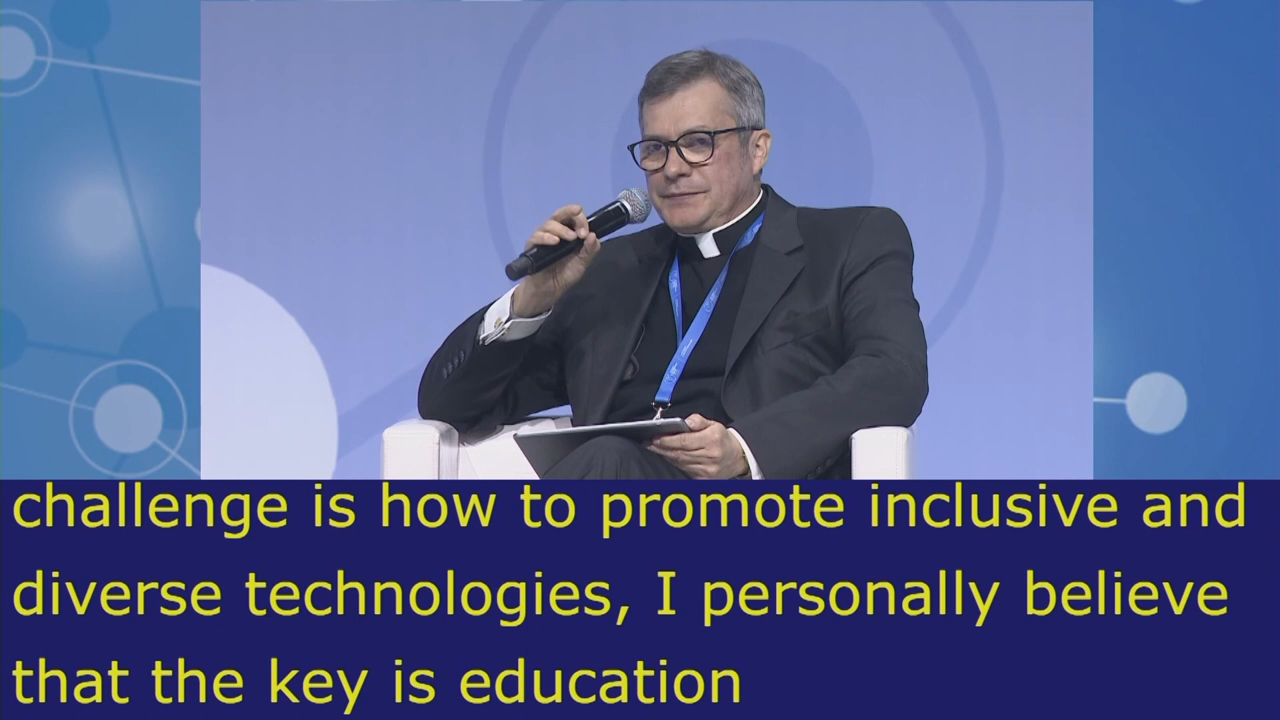 challenge is how to promote inclusive and
diverse technologies, I personally believe
that the key is education